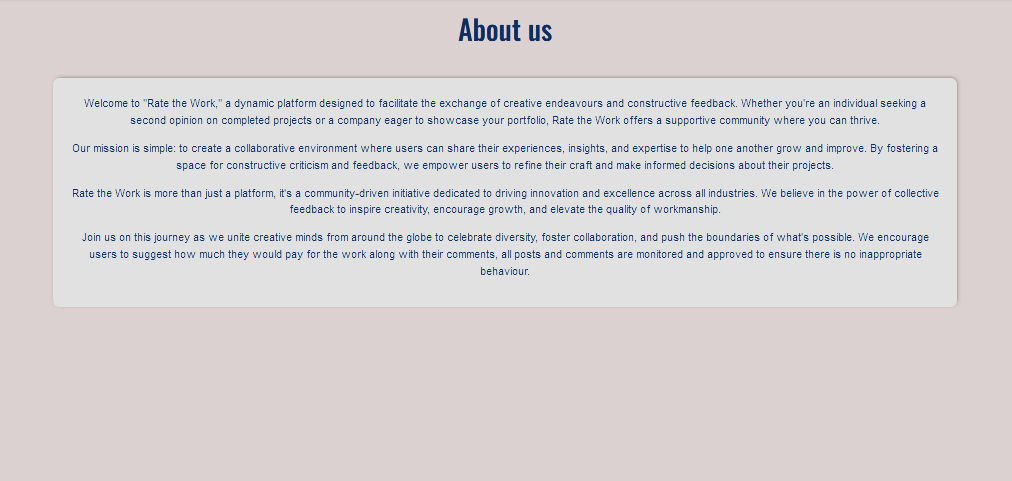 About us
Welcome to "Rate the Work," a dynamic platform designed to facilitate the exchange of creative endeavours and constructive feedback. Whether you're an individual seeking a
second opinion on completed projects or a company eager to showcase your portfolio, Rate the Work offers a supportive community where you can thrive.
Our mission is simple: to create a collaborative environment where users can share their experiences, insights, and expertise to help one another grow and improve. By fostering a
space for constructive criticism and feedback, we empower users to refine their craft and make informed decisions about their projects.
Rate the Work is more than just a platform, it's a community-driven initiative dedicated to driving innovation and excellence across all industries. We believe in the power of collective
feedback to inspire creativity, encourage growth, and elevate the quality of workmanship.
Join us on this journey as we unite creative minds from around the globe to celebrate diversity, foster collaboration, and push the boundaries of what's possible. We encourage
users to suggest how much they would pay for the work along with their comments, all posts and comments are monitored and approved to ensure there is no inappropriate
behaviour.